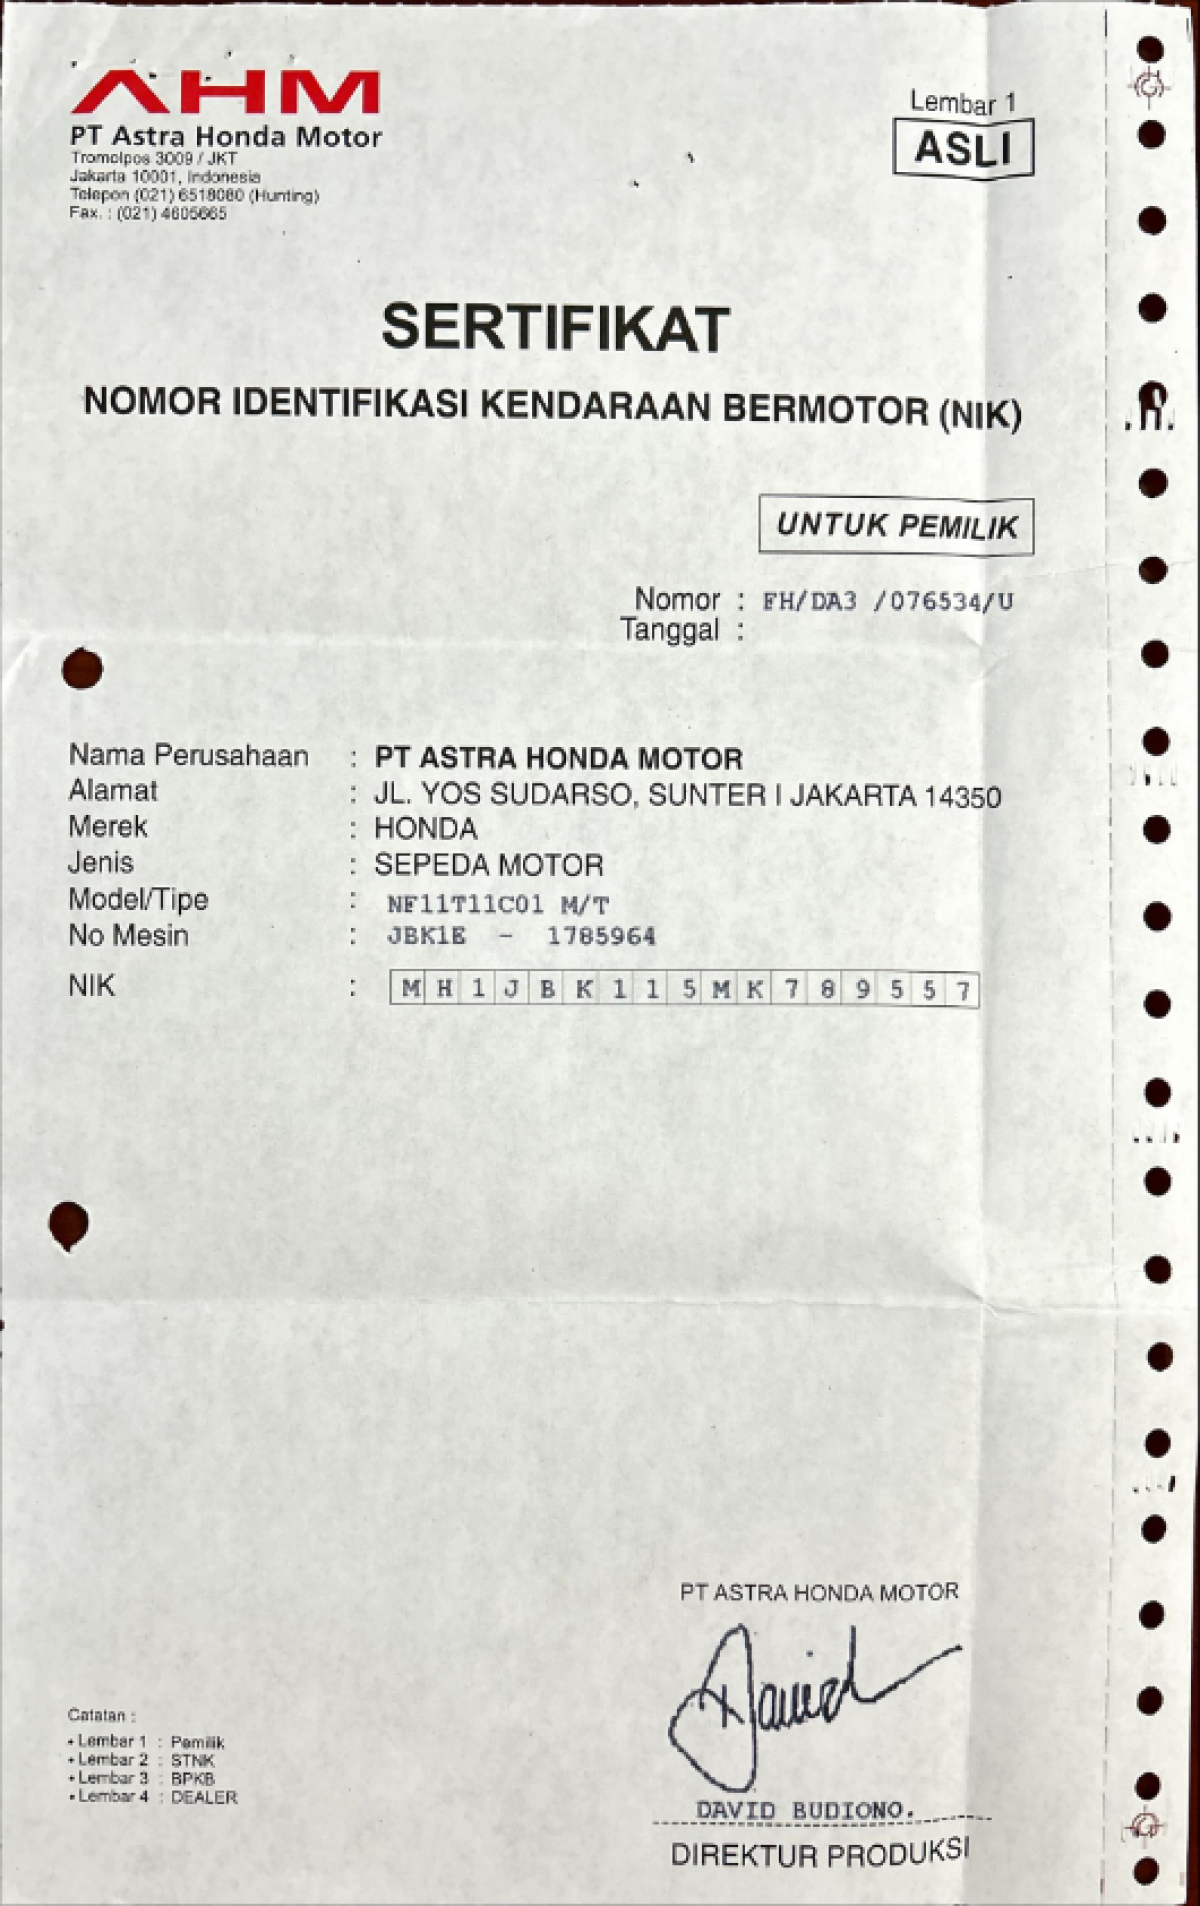 AHM
PT Astra Honda Motor
Tromolpos 3009 / JKT
Jakarta 10001, Indonesia
Telepon (021) 6518080 (Hunting)
Fax. : (021) 4605665
Lembar 1
ASLI
SERTIFIKAT
NOMOR IDENTIFIKASI KENDARAAN BERMOTOR (NIK)
UNTUK PEMILIK
Nomor : FH/DA3 /076534/U
Tanggal :
Nama Perusahaan : PT ASTRA HONDA MOTOR
Alamat : JL. YOS SUDARSO, SUNTER I JAKARTA 14350
Merek : HONDA
Jenis : SEPEDA MOTOR
Model/Tipe : NF11T11C01 M/T
No Mesin : JBK1E - 1785964
NIK : MH1JBK115MK789557
PT ASTRA HONDA MOTOR
David
DAVID BUDIONO.
DIREKTUR PRODUKSI
Catatan :
• Lembar 1 : Pemilik
• Lembar 2 : STNK
• Lembar 3 : BPKB
• Lembar 4 : DEALER